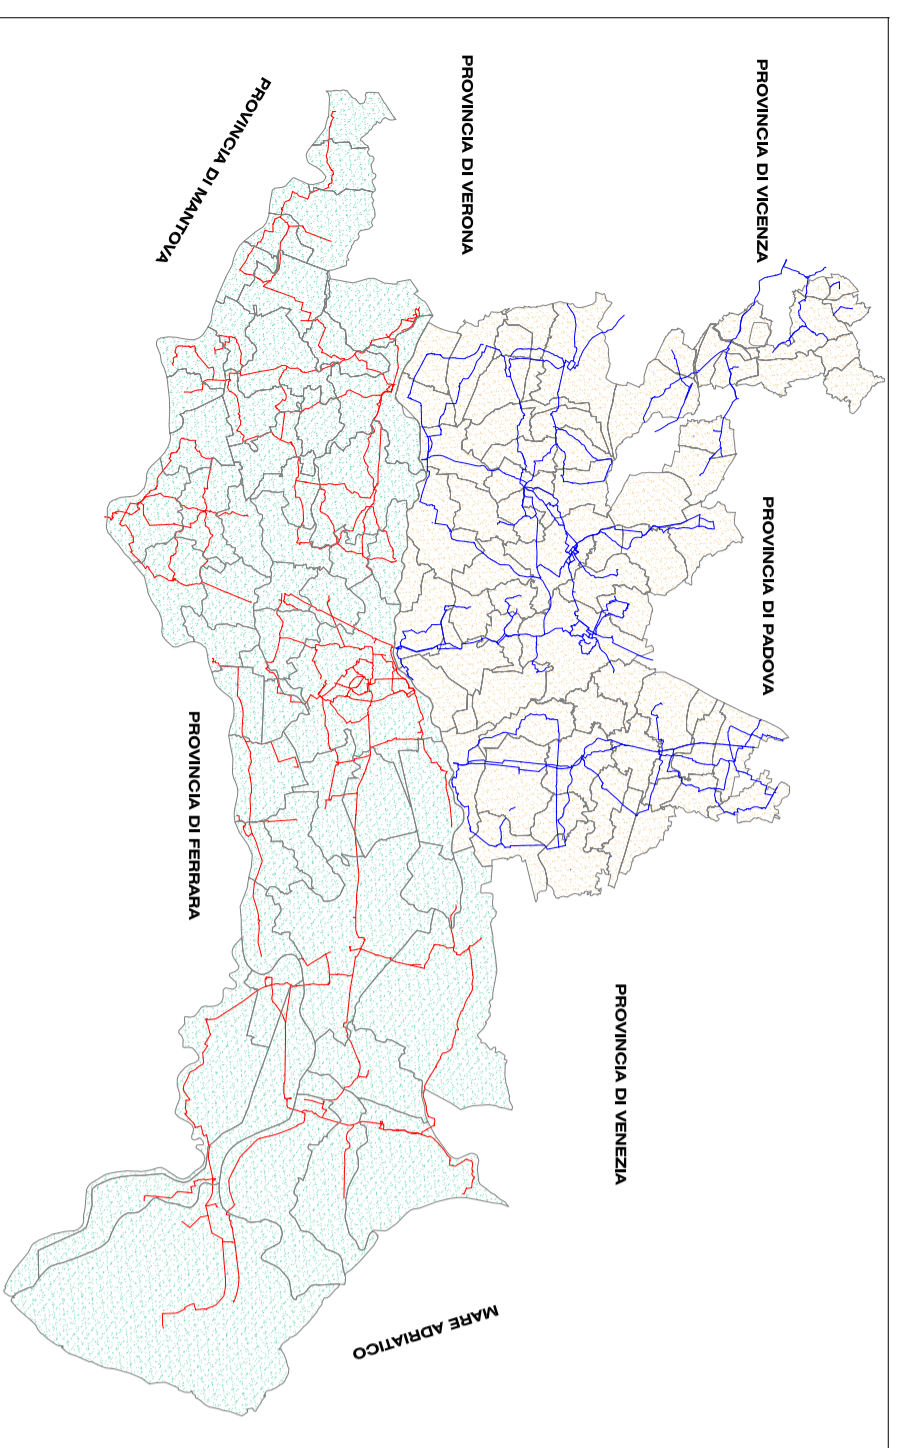 PROVINCIA DI VICENZA
PROVINCIA DI VERONA
PROVINCIA DI MANTOVA
PROVINCIA DI PADOVA
PROVINCIA DI FERRARA
PROVINCIA DI VENEZIA
MARE ADRIATICO